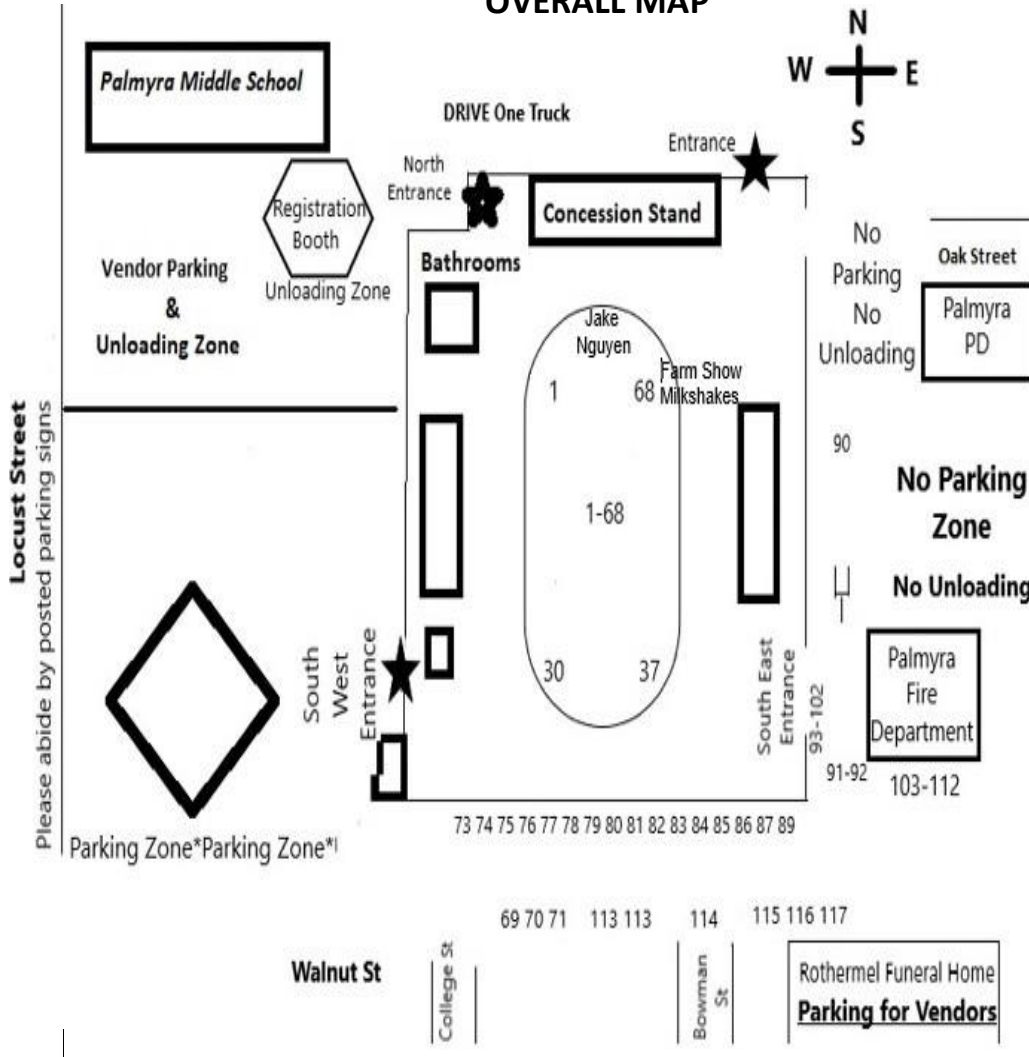 OVERALL MAP
N
W E
S
Palmyra Middle School
DRIVE One Truck
Entrance
North
Entrance
Registration
Booth
Unloading Zone
Concession Stand
Bathrooms
Vendor Parking
&
Unloading Zone
No
Parking
No
Unloading
Oak Street
Palmyra
PD
Jake
Nguyen
1
68
Farm Show
Milkshakes
1-68
30
37
90
No Parking
Zone
No Unloading
Locust Street
Please abide by posted parking signs
South
West
Entrance
South East
Entrance
93-102
Palmyra
Fire
Department
91-92
103-112
73 74 75 76 77 78 79 80 81 82 83 84 85 86 87 89
Parking Zone*Parking Zone*
69 70 71 113 113 114 115 116 117
Walnut St
College St
Bowman
St
Rothermel Funeral Home
Parking for Vendors